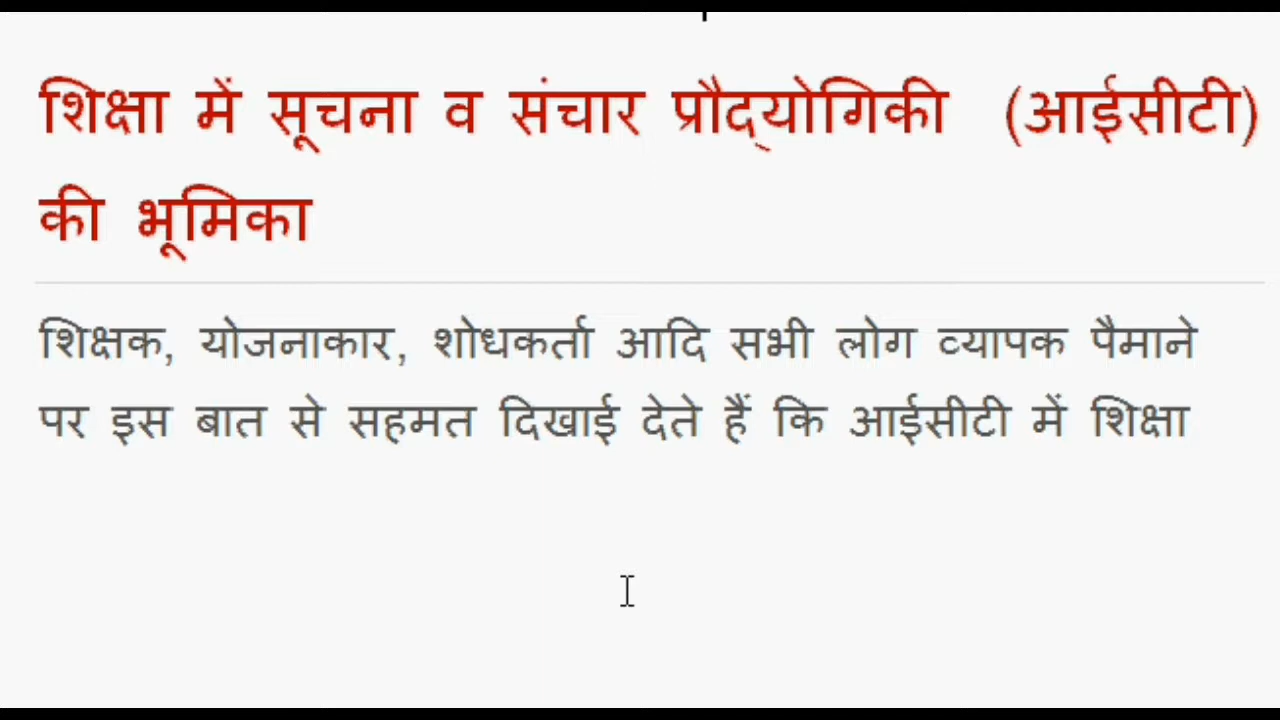 शिक्षा में सूचना व संचार प्रौद्योगिकी (आईसीटी)
की भूमिका
शिक्षक, योजनाकार, शोधकर्ता आदि सभी लोग व्यापक पैमाने
पर इस बात से सहमत दिखाई देते हैं कि आईसीटी में शिक्षा